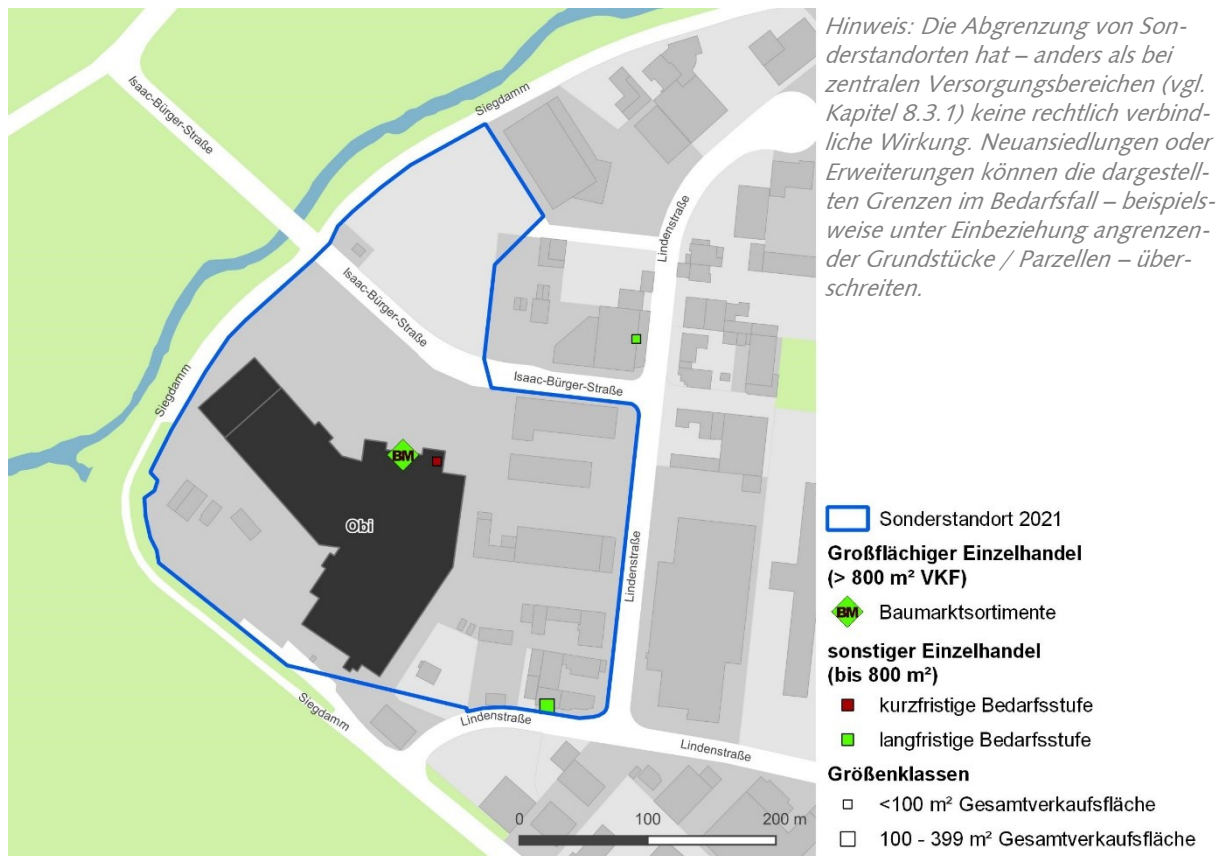 Siegdamm
Isaac-Bürger-Straße
Lindenstraße
Isaac-Bürger-Straße
Siegdamm
Isaac-Bürger-Straße
BM
Obi
Lindenstraße
Siegdamm
Lindenstraße
Lindenstraße
0 100 200 m
Hinweis: Die Abgrenzung von Son-
derstandorten hat – anders als bei
zentralen Versorgungsbereichen (vgl.
Kapitel 8.3.1) keine rechtlich verbind-
liche Wirkung. Neuansiedlungen oder
Erweiterungen können die dargestell-
ten Grenzen im Bedarfsfall – beispiels-
weise unter Einbeziehung angrenzen-
der Grundstücke / Parzellen – über-
schreiten.
Sonderstandort 2021
Großflächiger Einzelhandel
(> 800 m² VKF)
BM Baumarktsortimente
sonstiger Einzelhandel
(bis 800 m²)
kurzfristige Bedarfsstufe
langfristige Bedarfsstufe
Größenklassen
<100 m² Gesamtverkaufsfläche
100 - 399 m² Gesamtverkaufsfläche